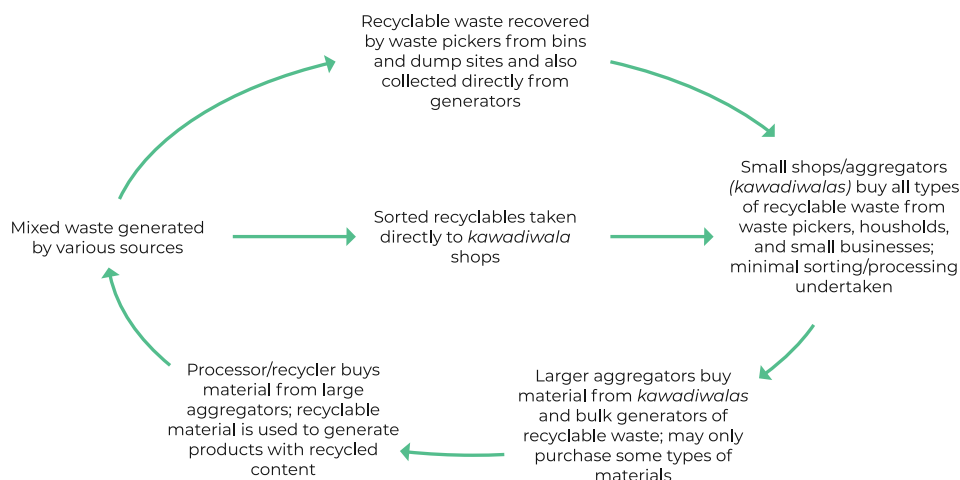 Recyclable waste recovered
by waste pickers from bins
and dump sites and also
collected directly from
generators
Mixed waste generated
by various sources
Sorted recyclables taken
directly to kawadiwala
shops
Small shops/aggregators
(kawadiwalas) buy all types
of recyclable waste from
waste pickers, housholds,
and small businesses;
minimal sorting/processing
undertaken
Larger aggregators buy
material from kawadiwalas
and bulk generators of
recyclable waste; may only
purchase some types of
materials
Processor/recycler buys
material from large
aggregators; recyclable
material is used to generate
products with recycled
content